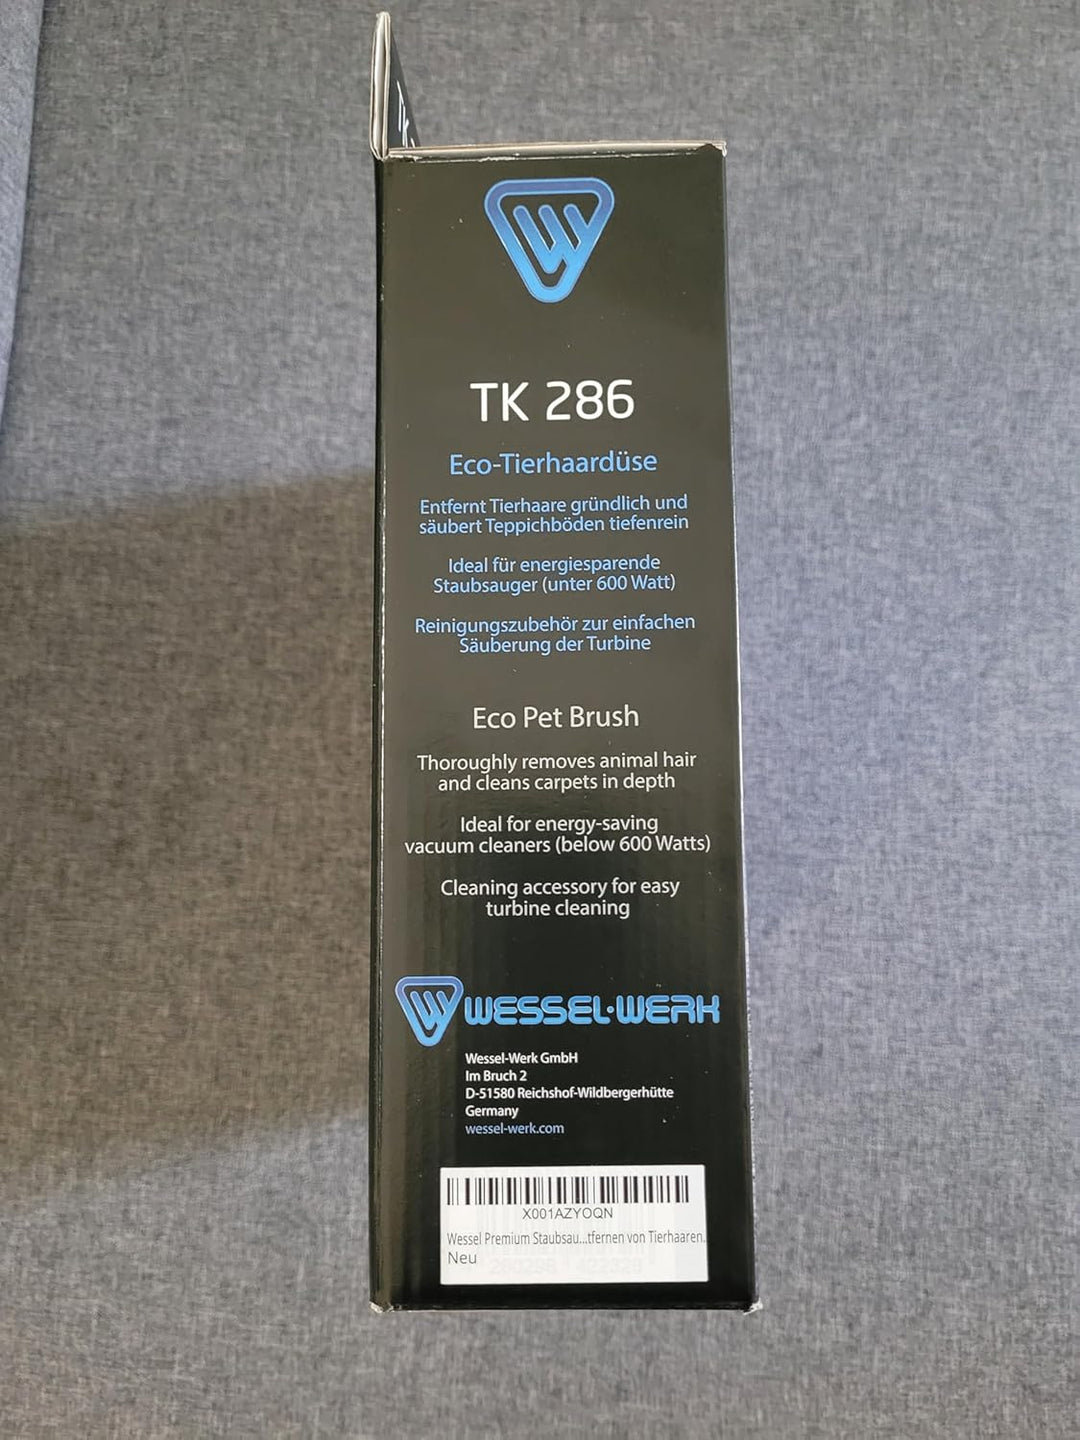 TK
TK 286
Eco-Tierhaardüse
Entfernt Tierhaare gründlich und
säubert Teppichböden tiefenrein
Ideal für energiesparende
Staubsauger (unter 600 Watt)
Reinigungszubehör zur einfachen
Säuberung der Turbine
Eco Pet Brush
Thoroughly removes animal hair
and cleans carpets in depth
Ideal for energy-saving
vacuum cleaners (below 600 Watts)
Cleaning accessory for easy
turbine cleaning
WESSEL·WERK
Wessel-Werk GmbH
Im Bruch 2
D-51580 Reichshof-Wildbergerhütte
Germany
wessel-werk.com
X001AZYOQN
Wessel Premium Staubsau...tfernen von Tierhaaren.
Neu